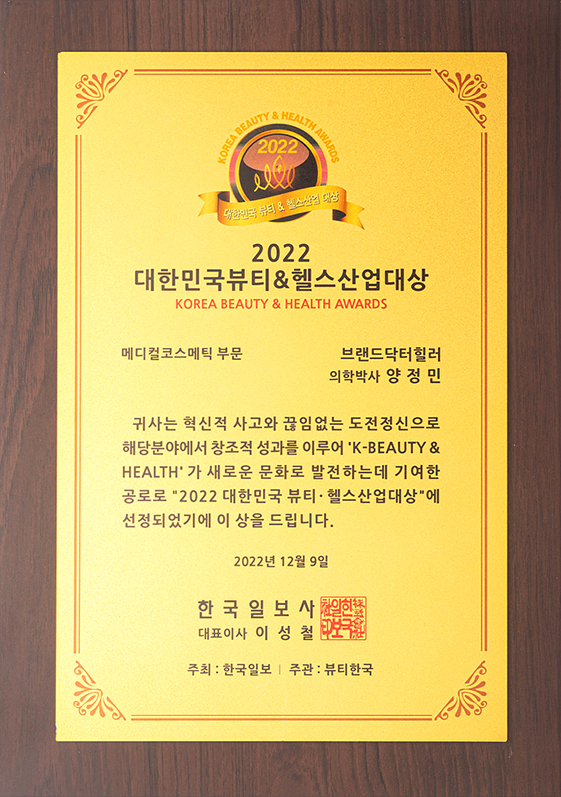 KOREA BEAUTY & HEALTH AWARDS
2022
대한민국 뷰티 & 헬스산업 대상
2022
대한민국뷰티&헬스산업대상
KOREA BEAUTY & HEALTH AWARDS
메디컬코스메틱 부문 브랜드닥터힐러
의학박사 양정민
귀사는 혁신적 사고와 끊임없는 도전정신으로
해당분야에서 창조적 성과를 이루어 'K-BEAUTY &
HEALTH' 가 새로운 문화로 발전하는데 기여한
공로로 "2022 대한민국 뷰티·헬스산업대상"에
선정되었기에 이 상을 드립니다.
2022년 12월 9일
한국일보사
대표이사 이성철
주최 : 한국일보 | 주관 : 뷰티한국